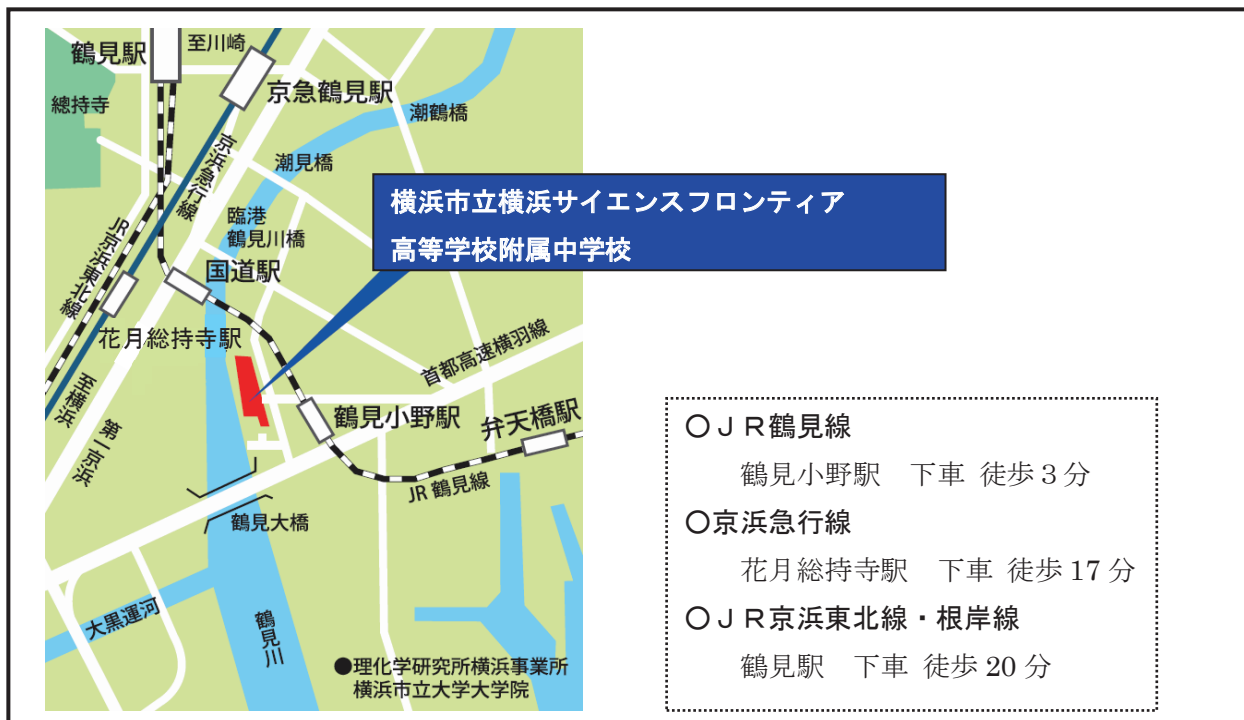 鶴見駅
至川崎
京急鶴見駅
總持寺
潮鶴橋
京浜急行線
潮見橋
横浜市立横浜サイエンスフロンティア
高等学校附属中学校
臨港
鶴見川橋
JR京浜東北線
国道駅
花月総持寺駅
首都高速横羽線
至横浜
第一京浜
鶴見小野駅
弁天橋駅
JR鶴見線
鶴見大橋
大黒運河
鶴見川
●理化学研究所横浜事業所
横浜市立大学大学院
○ＪＲ鶴見線
鶴見小野駅　下車 徒歩３分
○京浜急行線
花月総持寺駅　下車 徒歩 17 分
○ＪＲ京浜東北線・根岸線
鶴見駅　下車 徒歩 20 分